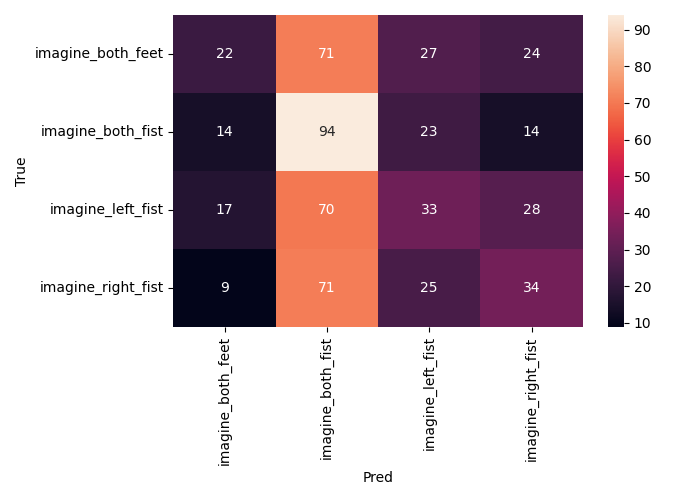 imagine_both_feet 22 71 27 24
imagine_both_fist 14 94 23 14
imagine_left_fist 17 70 33 28
imagine_right_fist 9 71 25 34
True
imagine_both_feet
imagine_both_fist
imagine_left_fist
imagine_right_fist
Pred
90
80
70
60
50
40
30
20
10